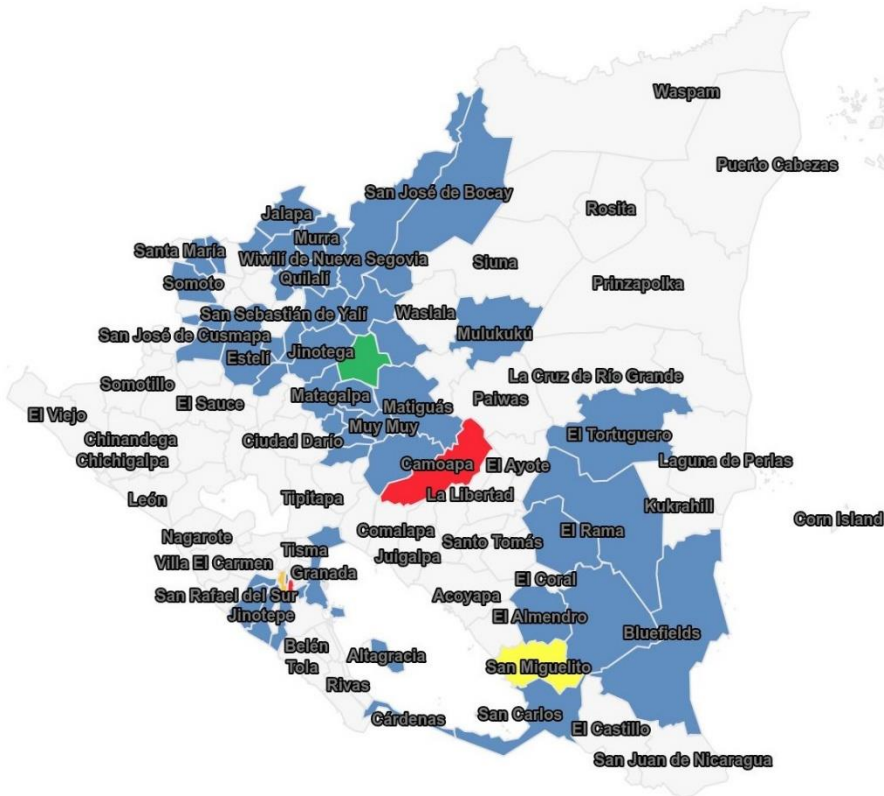 Waspam
Puerto Cabezas
San José de Bocay
Rosita
Jalapa
Murra
Santa María
Wiwilí de Nueva Segovia
Siuna
Somoto
Quilalí
Prinzapolka
San Sebastián de Yalí
Waslala
San José de Cusmapa
Mulukukú
Estelí
Jinotega
Somotillo
La Cruz de Río Grande
El Sauce
Matagalpa
Paiwas
El Viejo
Matiguás
Chinandega
Ciudad Darío
Muy Muy
El Tortuguero
Chichigalpa
Camoapa
El Ayote
Laguna de Perlas
León
Tipitapa
La Libertad
Kukrahill
Corn Island
Nagarote
Comalapa
El Rama
Santo Tomás
Tisma
Juigalpa
Villa El Carmen
Granada
El Coral
San Rafael del Sur
Acoyapa
Jinotepe
El Almendro
Bluefields
Belén
Altagracia
Tola
San Miguelito
Rivas
Cárdenas
San Carlos
El Castillo
San Juan de Nicaragua